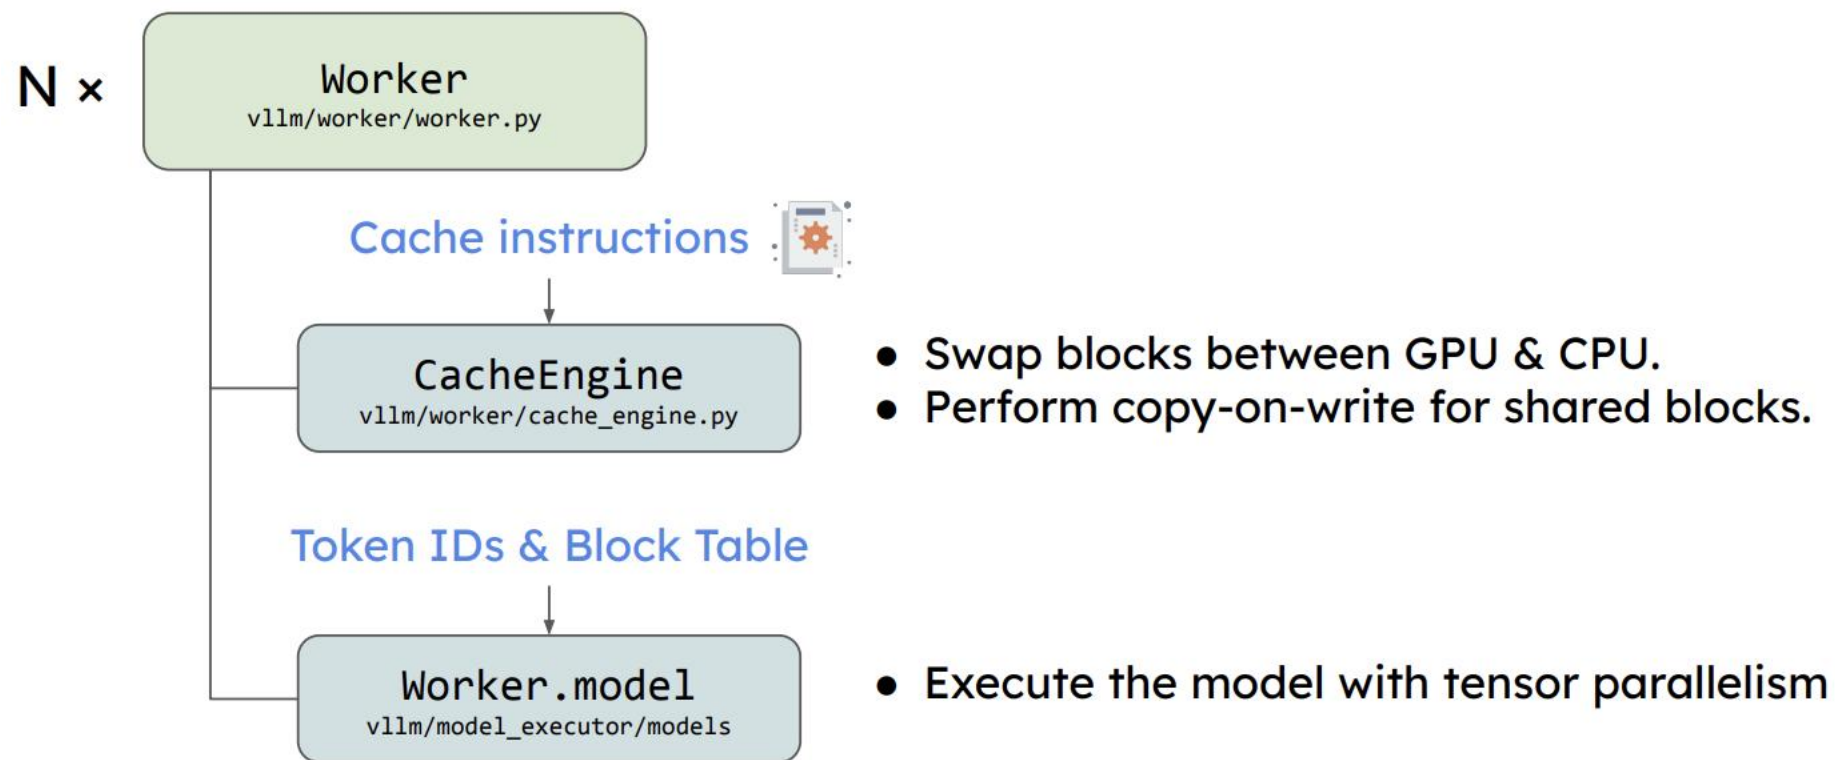 N ×
Worker
vllm/worker/worker.py
Cache instructions
CacheEngine
vllm/worker/cache_engine.py
● Swap blocks between GPU & CPU.
● Perform copy-on-write for shared blocks.
Token IDs & Block Table
Worker.model
vllm/model_executor/models
● Execute the model with tensor parallelism